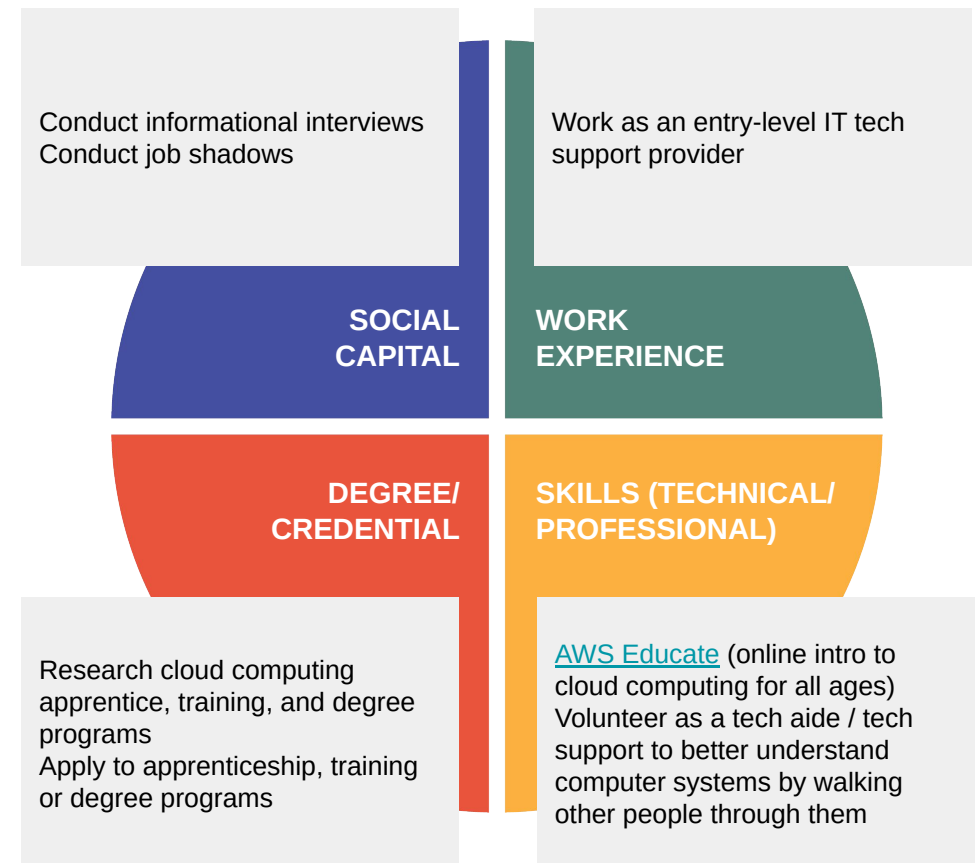 Conduct informational interviews
Conduct job shadows
Work as an entry-level IT tech
support provider
SOCIAL
CAPITAL
WORK
EXPERIENCE
DEGREE/
CREDENTIAL
SKILLS (TECHNICAL/
PROFESSIONAL)
Research cloud computing
apprentice, training, and degree
programs
Apply to apprenticeship, training
or degree programs
AWS Educate (online intro to
cloud computing for all ages)
Volunteer as a tech aide / tech
support to better understand
computer systems by walking
other people through them